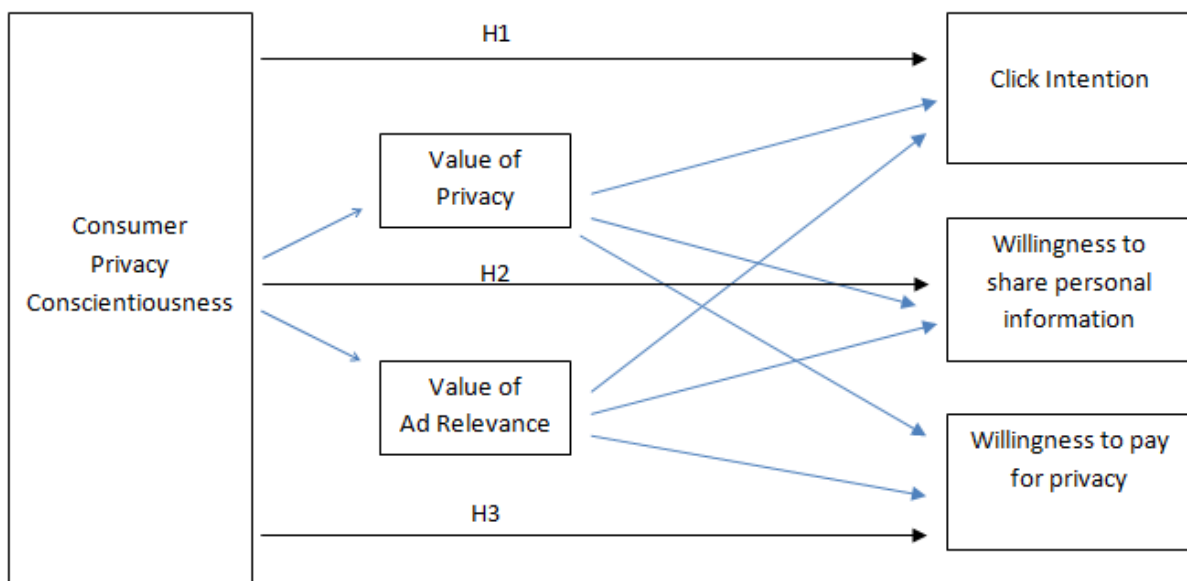 Consumer
Privacy
Conscientiousness
H1
Value of
Privacy
H2
Value of
Ad Relevance
H3
Click Intention
Willingness to
share personal
information
Willingness to pay
for privacy